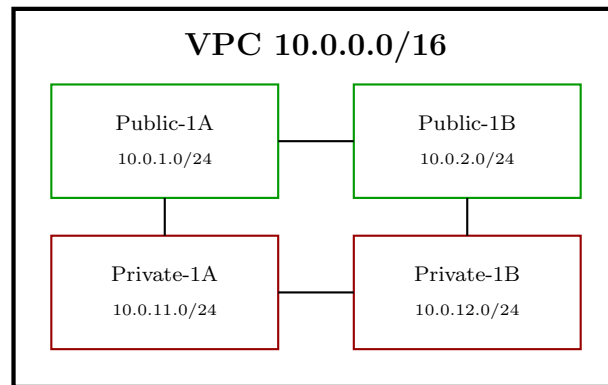 VPC 10.0.0.0/16
Public-1A
10.0.1.0/24
Public-1B
10.0.2.0/24
Private-1A
10.0.11.0/24
Private-1B
10.0.12.0/24